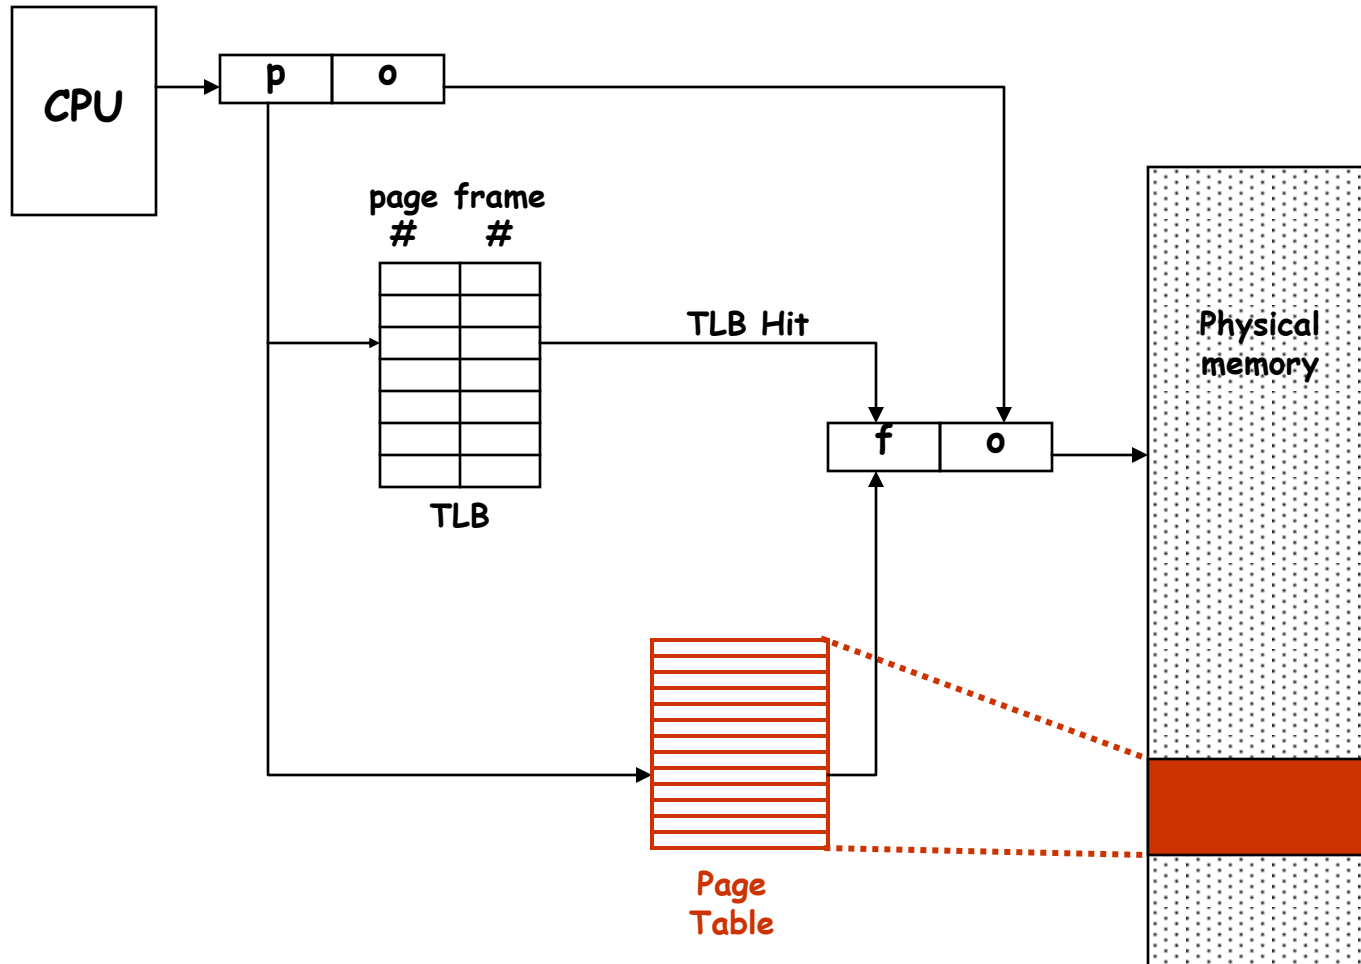 CPU
p
o
page frame
# #
TLB Hit
Physical
memory
f
o
TLB
Page
Table